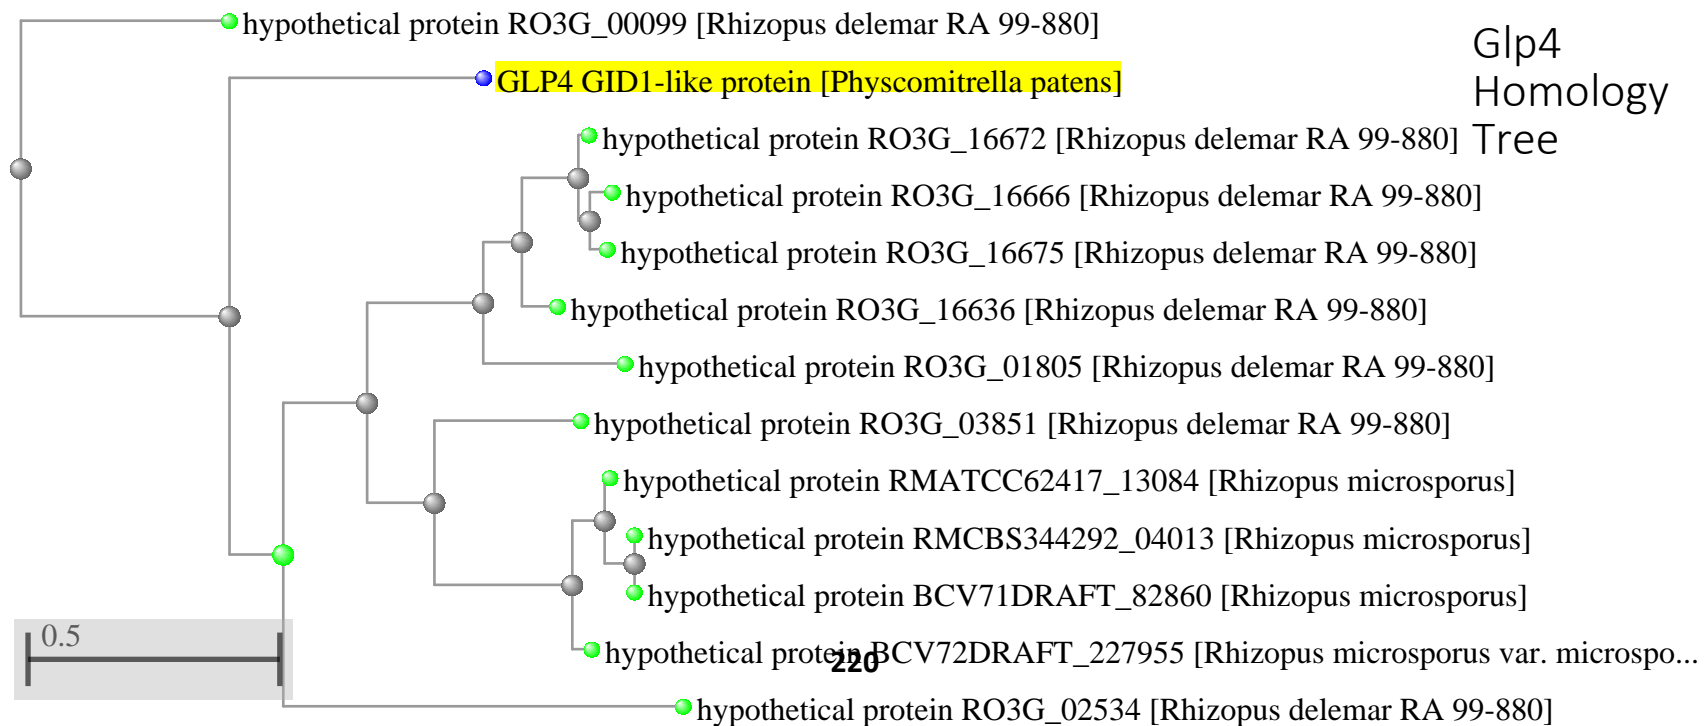 hypothetical protein RO3G_00099 [Rhizopus delemar RA 99-880]
Glp4
Homology
Tree
GLP4 GID1-like protein [Physcomitrella patens]
hypothetical protein RO3G_16672 [Rhizopus delemar RA 99-880]
hypothetical protein RO3G_16666 [Rhizopus delemar RA 99-880]
hypothetical protein RO3G_16675 [Rhizopus delemar RA 99-880]
hypothetical protein RO3G_16636 [Rhizopus delemar RA 99-880]
hypothetical protein RO3G_01805 [Rhizopus delemar RA 99-880]
hypothetical protein RO3G_03851 [Rhizopus delemar RA 99-880]
hypothetical protein RMATCC62417_13084 [Rhizopus microsporus]
hypothetical protein RMCBS344292_04013 [Rhizopus microsporus]
hypothetical protein BCV71DRAFT_82860 [Rhizopus microsporus]
0.5
hypothetical protein BCV72DRAFT_227955 [Rhizopus microsporus var. microspo...
220
hypothetical protein RO3G_02534 [Rhizopus delemar RA 99-880]